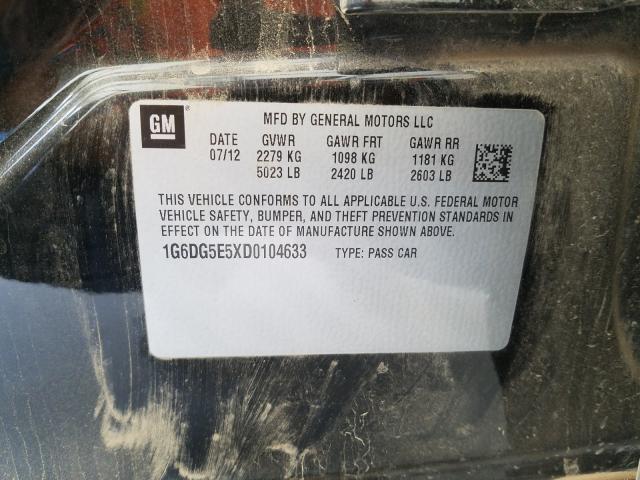 GM ®
MFD BY GENERAL MOTORS LLC
DATE GVWR GAWR FRT GAWR RR
07/12 2279 KG 1098 KG 1181 KG
5023 LB 2420 LB 2603 LB
THIS VEHICLE CONFORMS TO ALL APPLICABLE U.S. FEDERAL MOTOR
VEHICLE SAFETY, BUMPER, AND THEFT PREVENTION STANDARDS IN
EFFECT ON THE DATE OF MANUFACTURE SHOWN ABOVE.
1G6DG5E5XD0104633 TYPE: PASS CAR